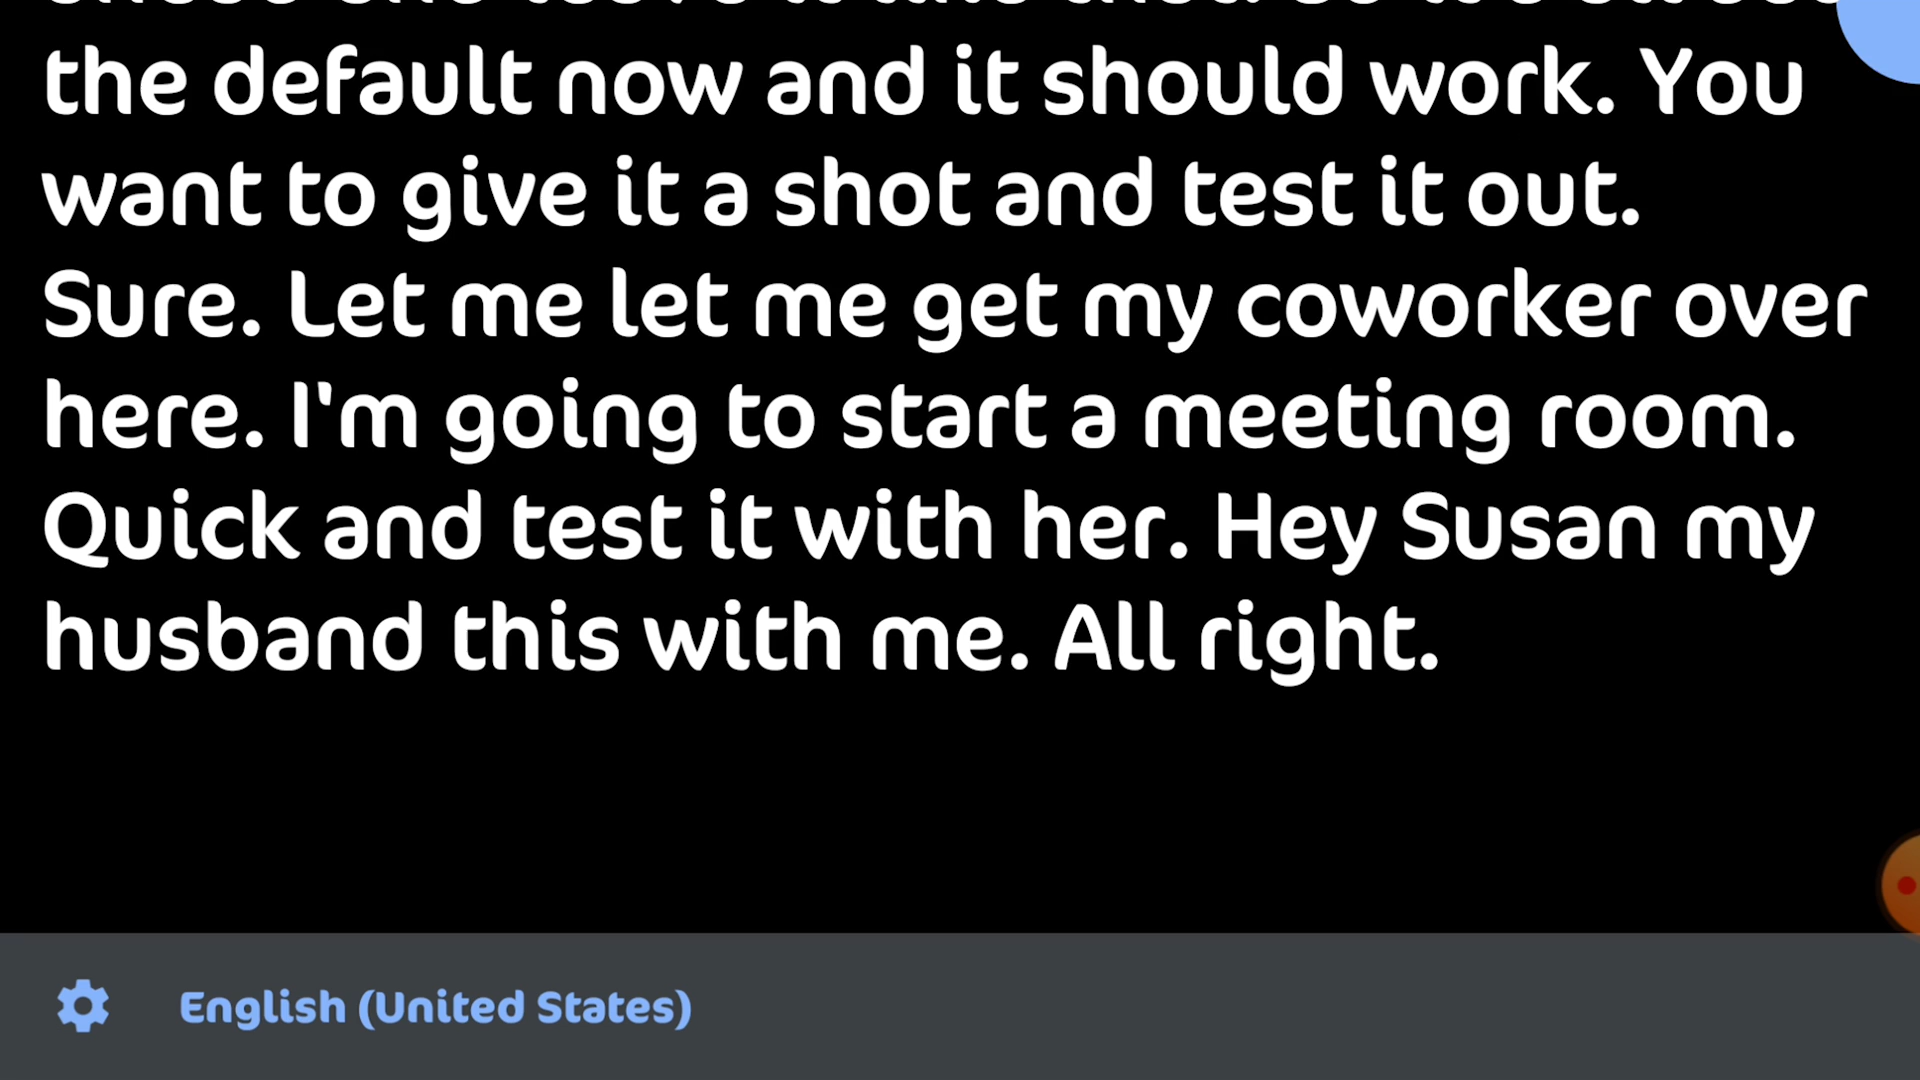 the default now and it should work. You
want to give it a shot and test it out.
Sure. Let me let me get my coworker over
here. I'm going to start a meeting room.
Quick and test it with her. Hey Susan my
husband this with me. All right.
English (United States)